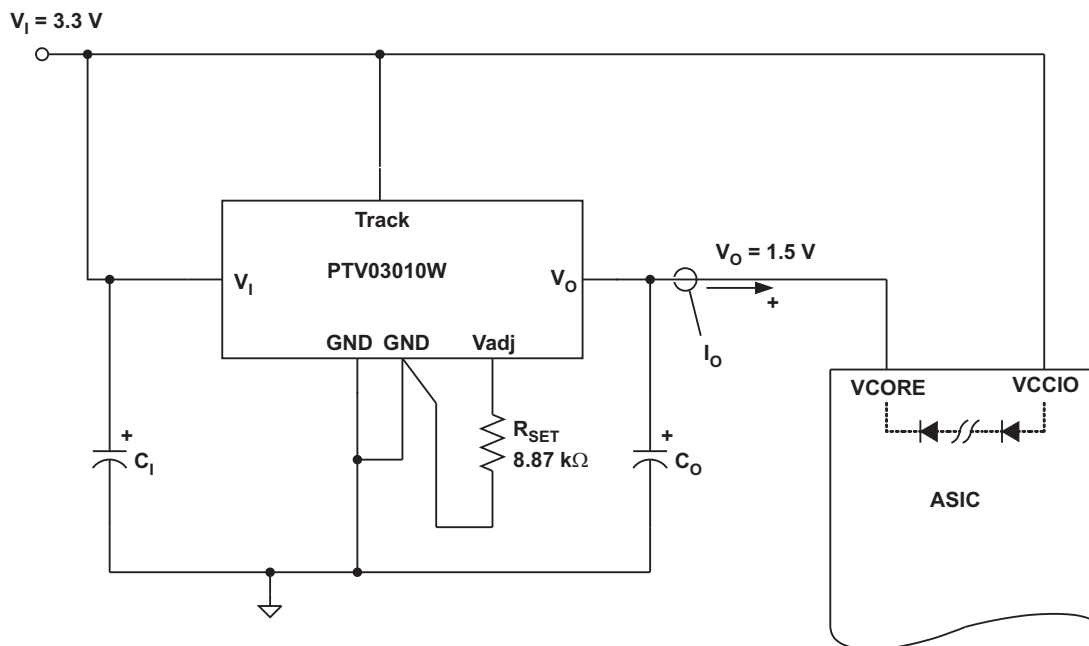 V_I = 3.3 V
Track
PTV03010W
V_I
V_O
GND GND Vadj
V_O = 1.5 V
+
I_O
R_SET
8.87 kΩ
+
C_I
+
C_O
VCORE VCCIO
ASIC